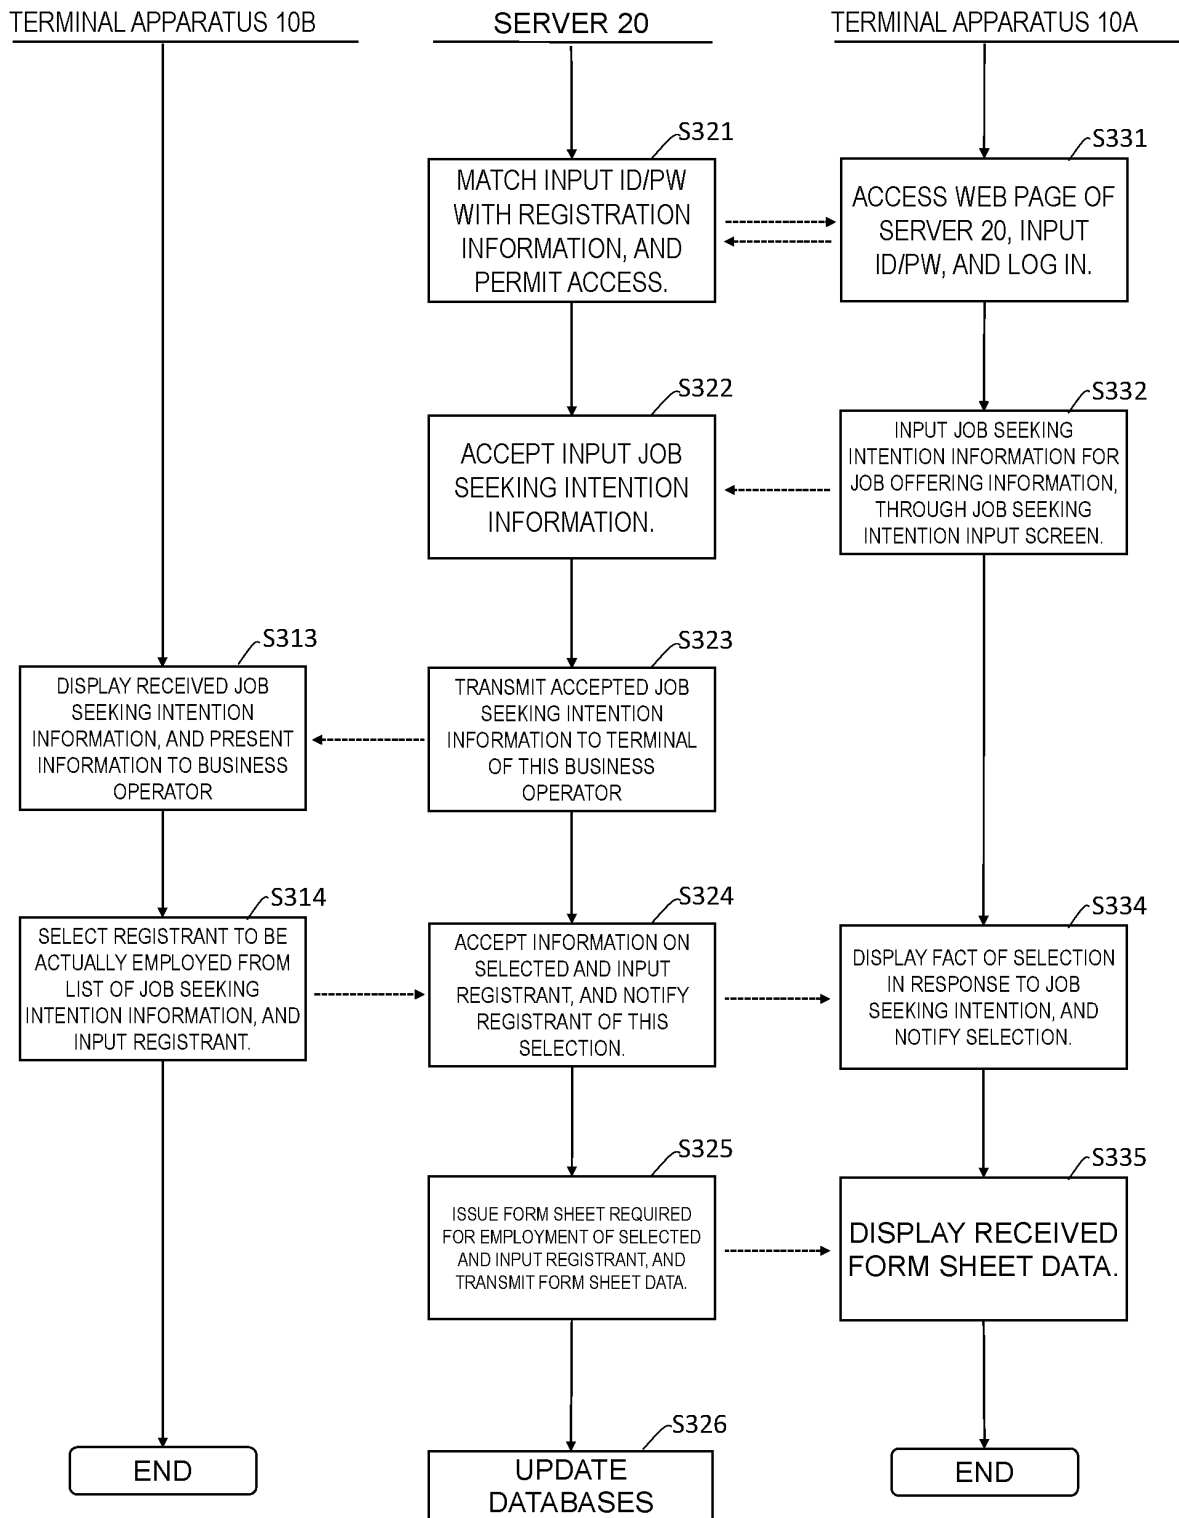 TERMINAL APPARATUS 10B
SERVER 20
TERMINAL APPARATUS 10A
S321
MATCH INPUT ID/PW
WITH REGISTRATION
INFORMATION, AND
PERMIT ACCESS.
S331
ACCESS WEB PAGE OF
SERVER 20, INPUT
ID/PW, AND LOG IN.
S322
ACCEPT INPUT JOB
SEEKING INTENTION
INFORMATION.
S332
INPUT JOB SEEKING
INTENTION INFORMATION FOR
JOB OFFERING INFORMATION,
THROUGH JOB SEEKING
INTENTION INPUT SCREEN.
S313
DISPLAY RECEIVED JOB
SEEKING INTENTION
INFORMATION, AND PRESENT
INFORMATION TO BUSINESS
OPERATOR
S323
TRANSMIT ACCEPTED JOB
SEEKING INTENTION
INFORMATION TO TERMINAL
OF THIS BUSINESS
OPERATOR
S314
SELECT REGISTRANT TO BE
ACTUALLY EMPLOYED FROM
LIST OF JOB SEEKING
INTENTION INFORMATION, AND
INPUT REGISTRANT.
S324
ACCEPT INFORMATION ON
SELECTED AND INPUT
REGISTRANT, AND NOTIFY
REGISTRANT OF THIS
SELECTION.
S334
DISPLAY FACT OF SELECTION
IN RESPONSE TO JOB
SEEKING INTENTION, AND
NOTIFY SELECTION.
S325
ISSUE FORM SHEET REQUIRED
FOR EMPLOYMENT OF SELECTED
AND INPUT REGISTRANT, AND
TRANSMIT FORM SHEET DATA.
S335
DISPLAY RECEIVED
FORM SHEET DATA.
END
S326
UPDATE
DATABASES
END